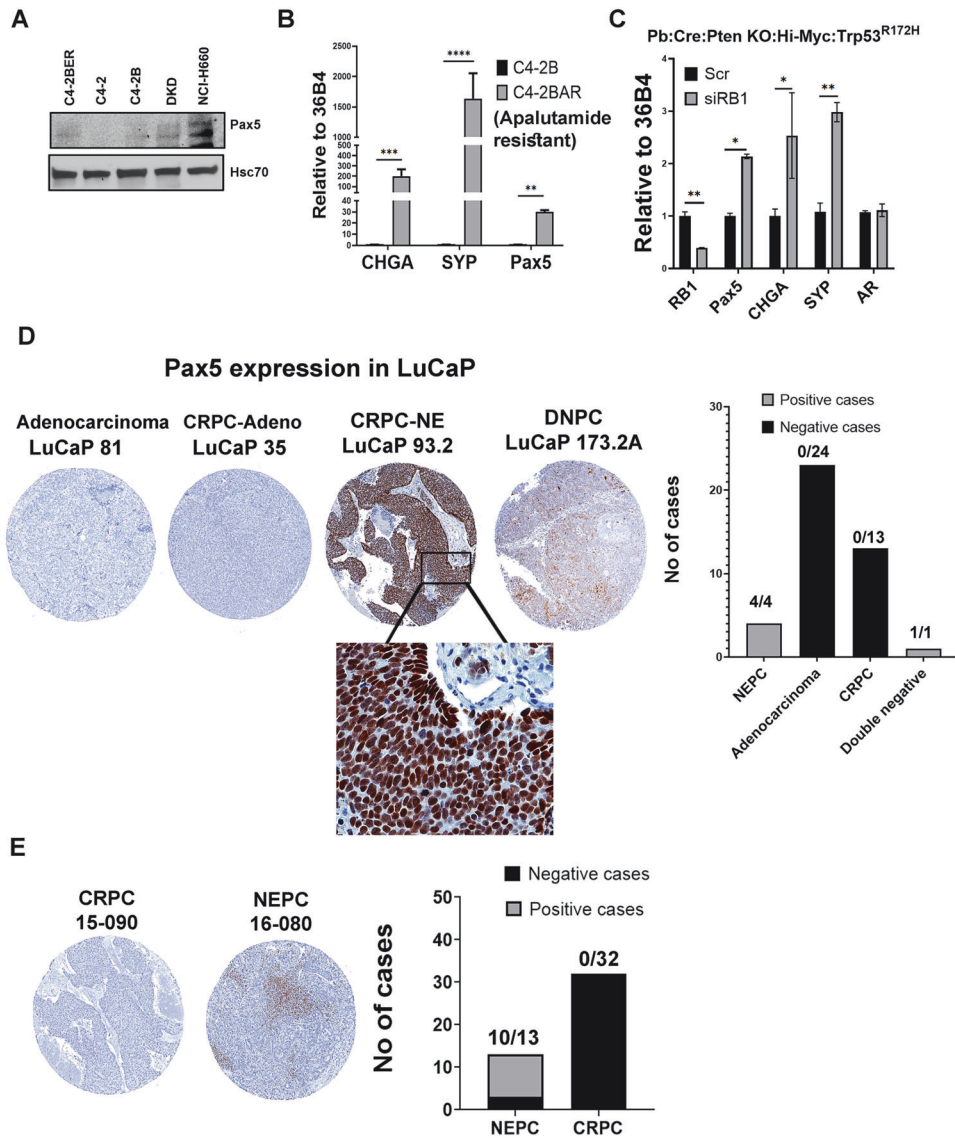 A
C4-2BER
C4-2
C4-2B
DKD
NCI-H660
Pax5
Hsc70
B
Relative to 36B4
2500
2000
1750
1500
1250
1000
500
400
300
200
100
50
30
20
10
0
***
****
**
CHGA
SYP
Pax5
C4-2B
C4-2BAR
(Apalutamide
resistant)
C
Pb:Cre:Pten KO:Hi-Myc:Trp53R172H
Relative to 36B4
4
3
2
1
0
Scr
siRB1
**
*
*
**
RB1
Pax5
CHGA
SYP
AR
D
Pax5 expression in LuCaP
Adenocarcinoma
LuCaP 81
CRPC-Adeno
LuCaP 35
CRPC-NE
LuCaP 93.2
DNPC
LuCaP 173.2A
No of cases
30
20
10
0
Positive cases
Negative cases
4/4
0/24
0/13
1/1
NEPC
Adenocarcinoma
CRPC
Double negative
E
CRPC
15-090
NEPC
16-080
No of cases
50
40
30
20
10
0
Negative cases
Positive cases
10/13
0/32
NEPC
CRPC